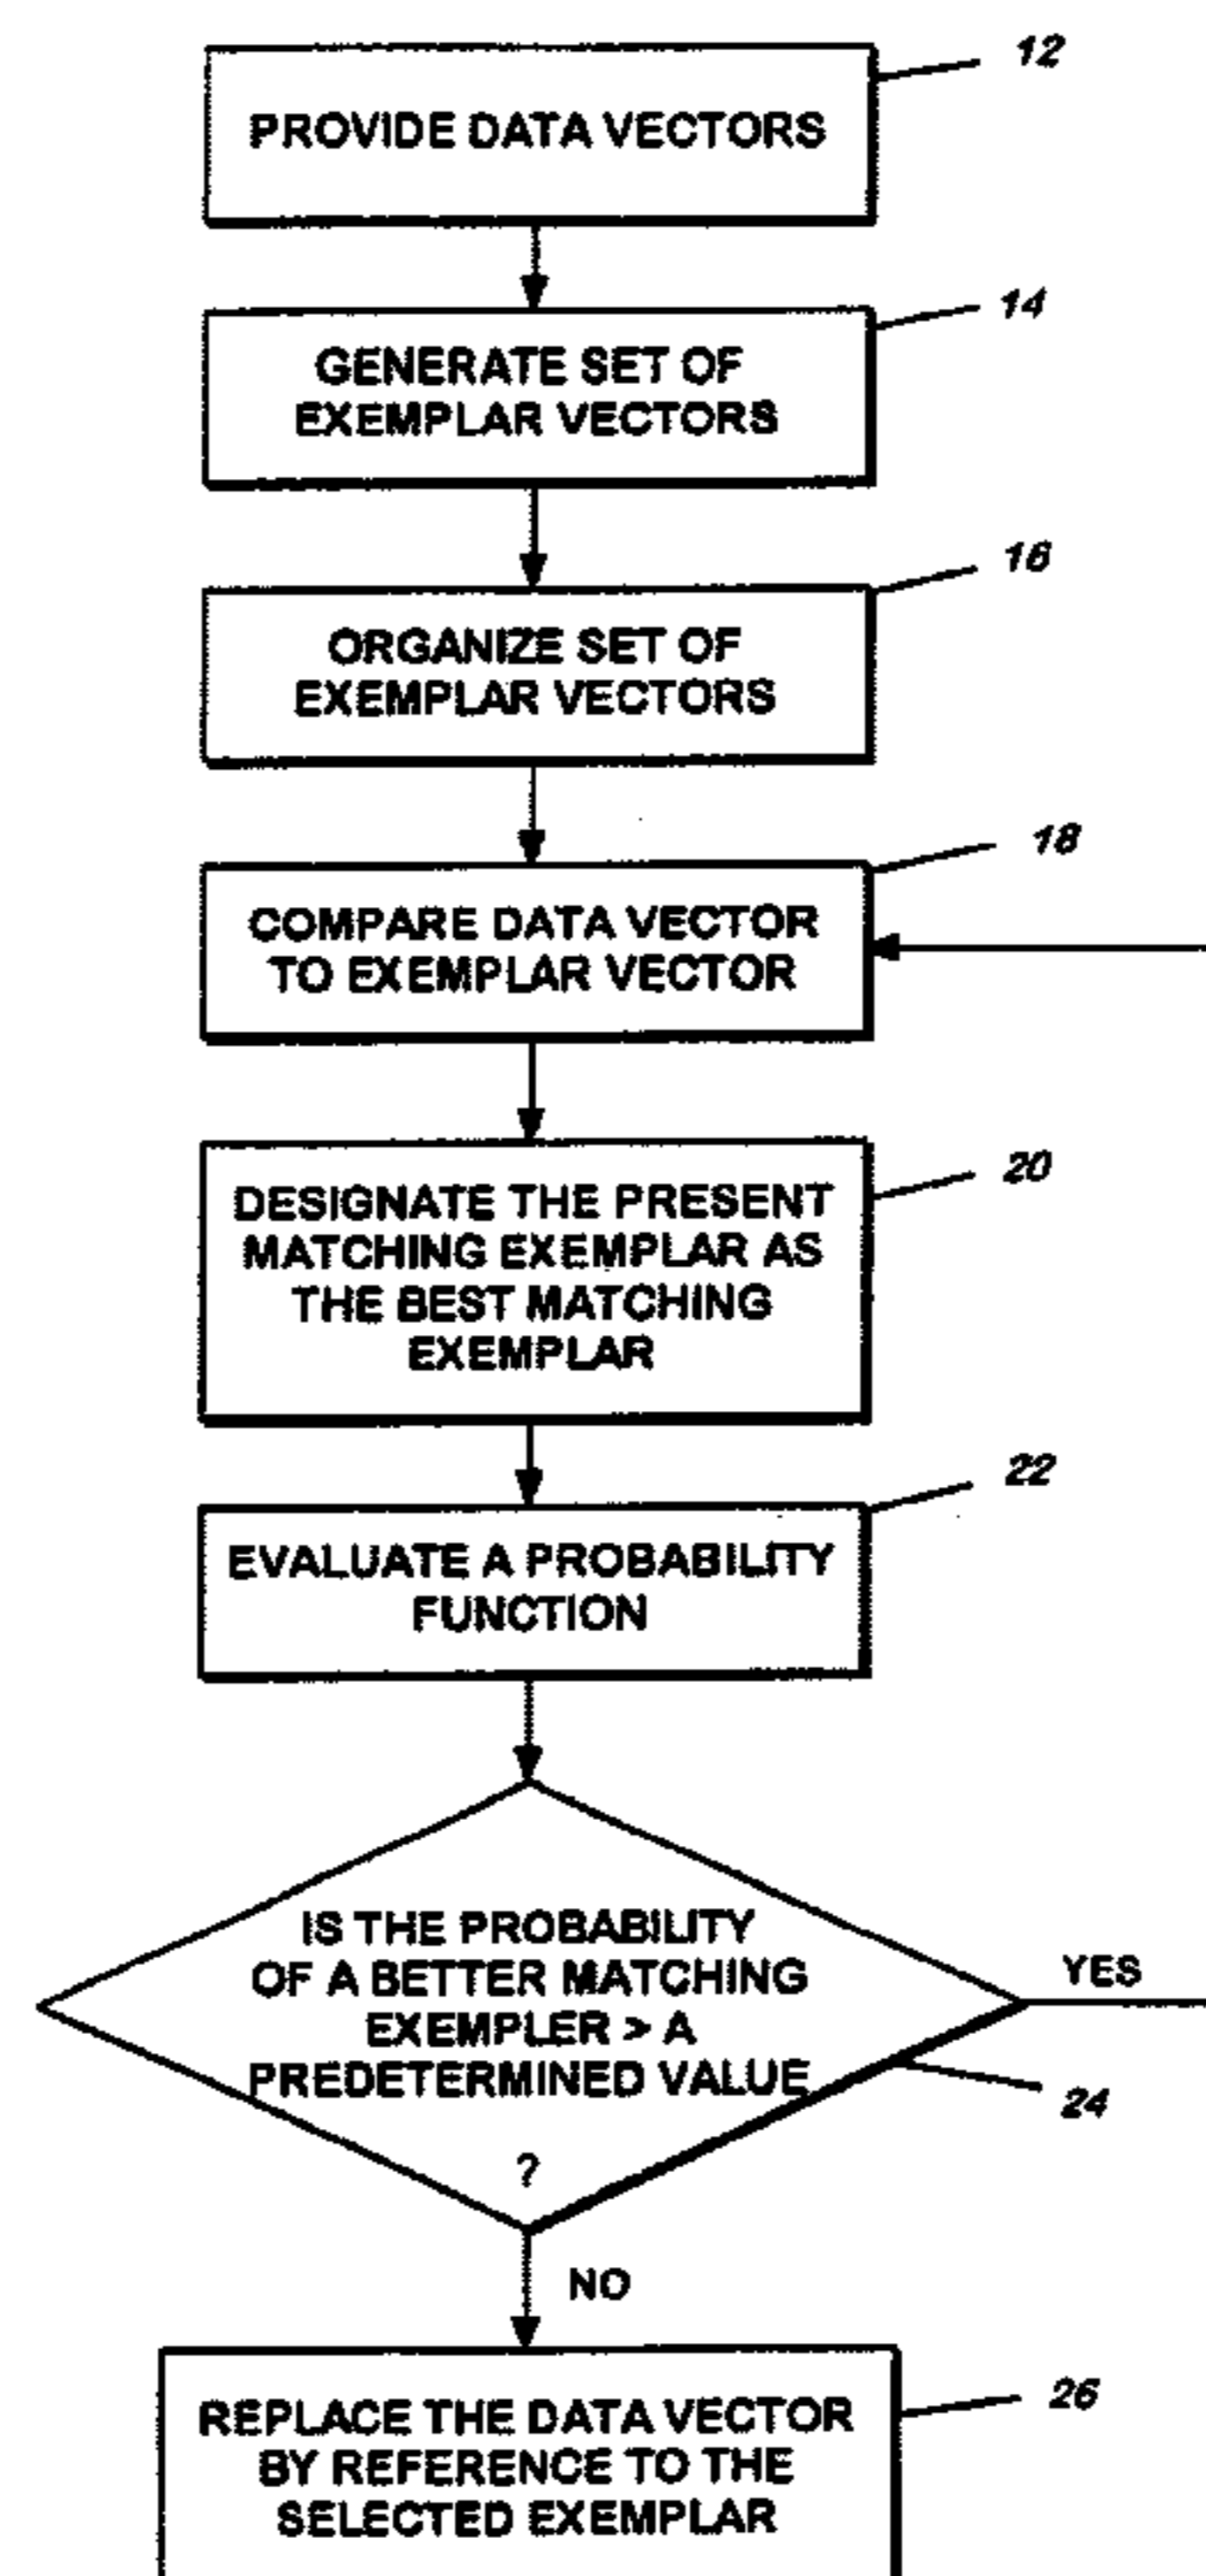 12
PROVIDE DATA VECTORS
14
GENERATE SET OF
EXEMPLAR VECTORS
16
ORGANIZE SET OF
EXEMPLAR VECTORS
18
COMPARE DATA VECTOR
TO EXEMPLAR VECTOR
20
DESIGNATE THE PRESENT
MATCHING EXEMPLAR AS
THE BEST MATCHING
EXEMPLAR
22
EVALUATE A PROBABILITY
FUNCTION
IS THE PROBABILITY
OF A BETTER MATCHING
EXEMPLER > A
PREDETERMINED VALUE
?
YES
24
NO
26
REPLACE THE DATA VECTOR
BY REFERENCE TO THE
SELECTED EXEMPLAR